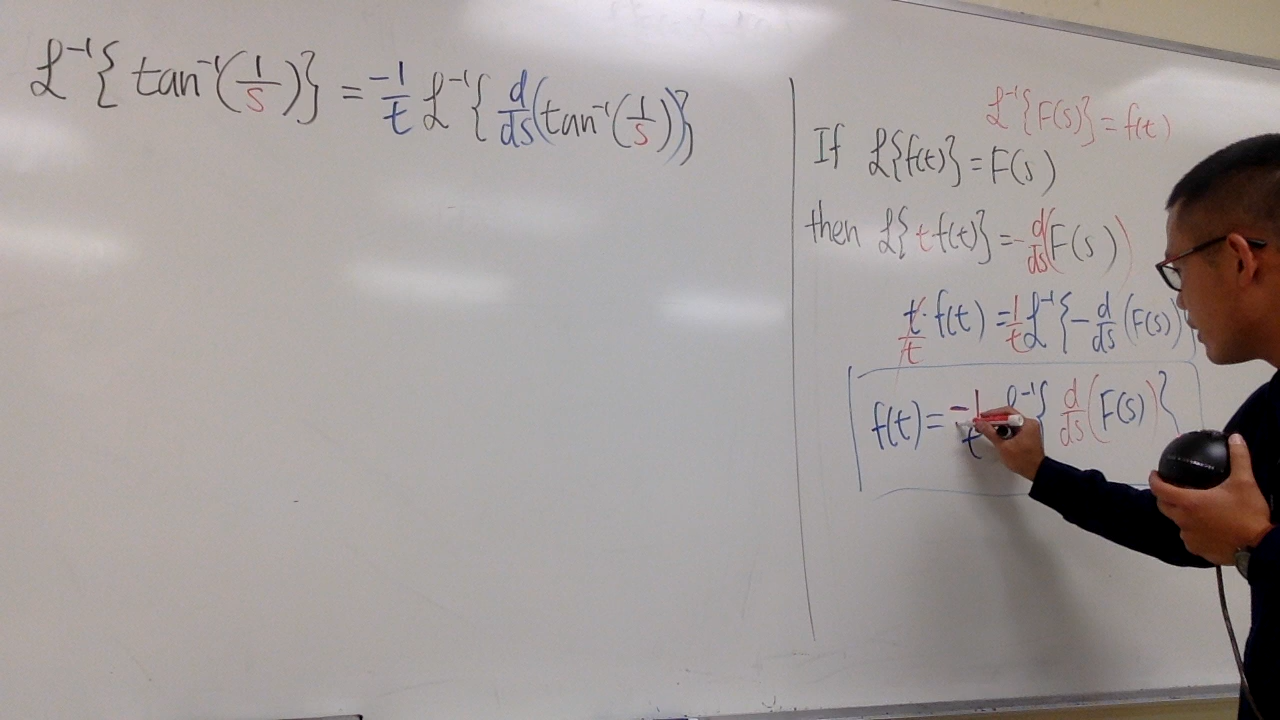 ℒ⁻¹{tan⁻¹(1/s)} = -1/t ℒ⁻¹{d/ds(tan⁻¹(1/s))}
ℒ⁻¹{F(s)} = f(t)
If ℒ{f(t)} = F(s)
then ℒ{t f(t)} = -d/ds(F(s))
t/t · f(t) = 1/t ℒ⁻¹{-d/ds (F(s))
f(t) = -1/t ℒ⁻¹{d/ds(F(s))}